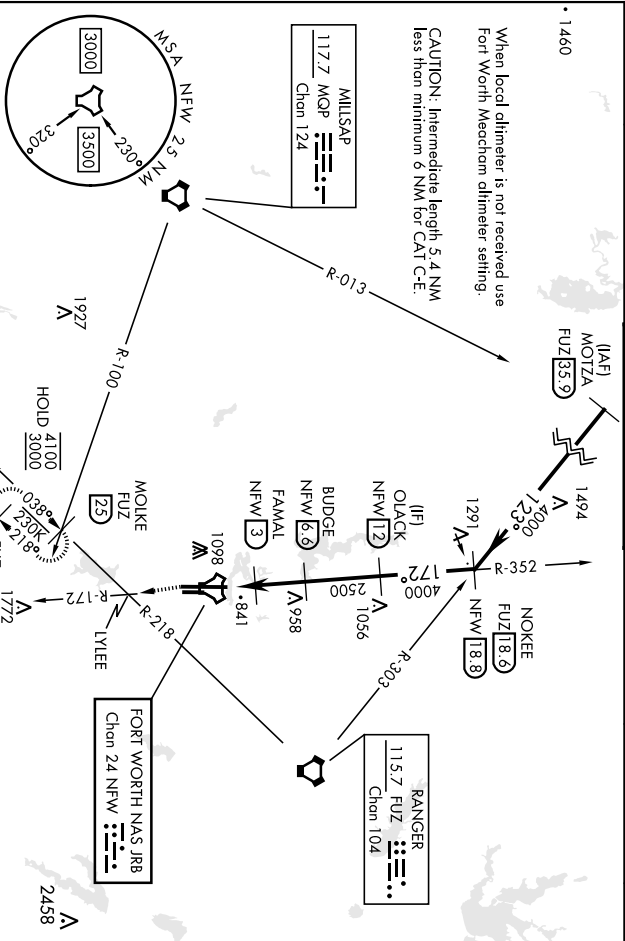 1460
When local altimeter is not received use
Fort Worth Meacham altimeter setting.
CAUTION: Intermediate length 5.4 NM
less than minimum 6 NM for CAT C-E.
MILLSAP
117.7 MQP
Chan 124
MSA NFW 25 NM
3000
3500
230°
320°
R-013
(IAF)
MOTZA
FUZ 35.9
1494
4000
123°
1291
R-352
NOKEE
FUZ 18.6
NFW 18.8
(IF)
OLACK
NFW 12
172°
4000
2500
1056
R-303
BUDGE
NFW 6.6
958
FAMAL
NFW 3
841
1098
RANGER
115.7 FUZ
Chan 104
1927
R-100
HOLD 4100
3000
MOLKE
FUZ
25
038°
230K
218°
R-172
R-218
LYLEE
1772
FORT WORTH NAS JRB
Chan 24 NFW
2458